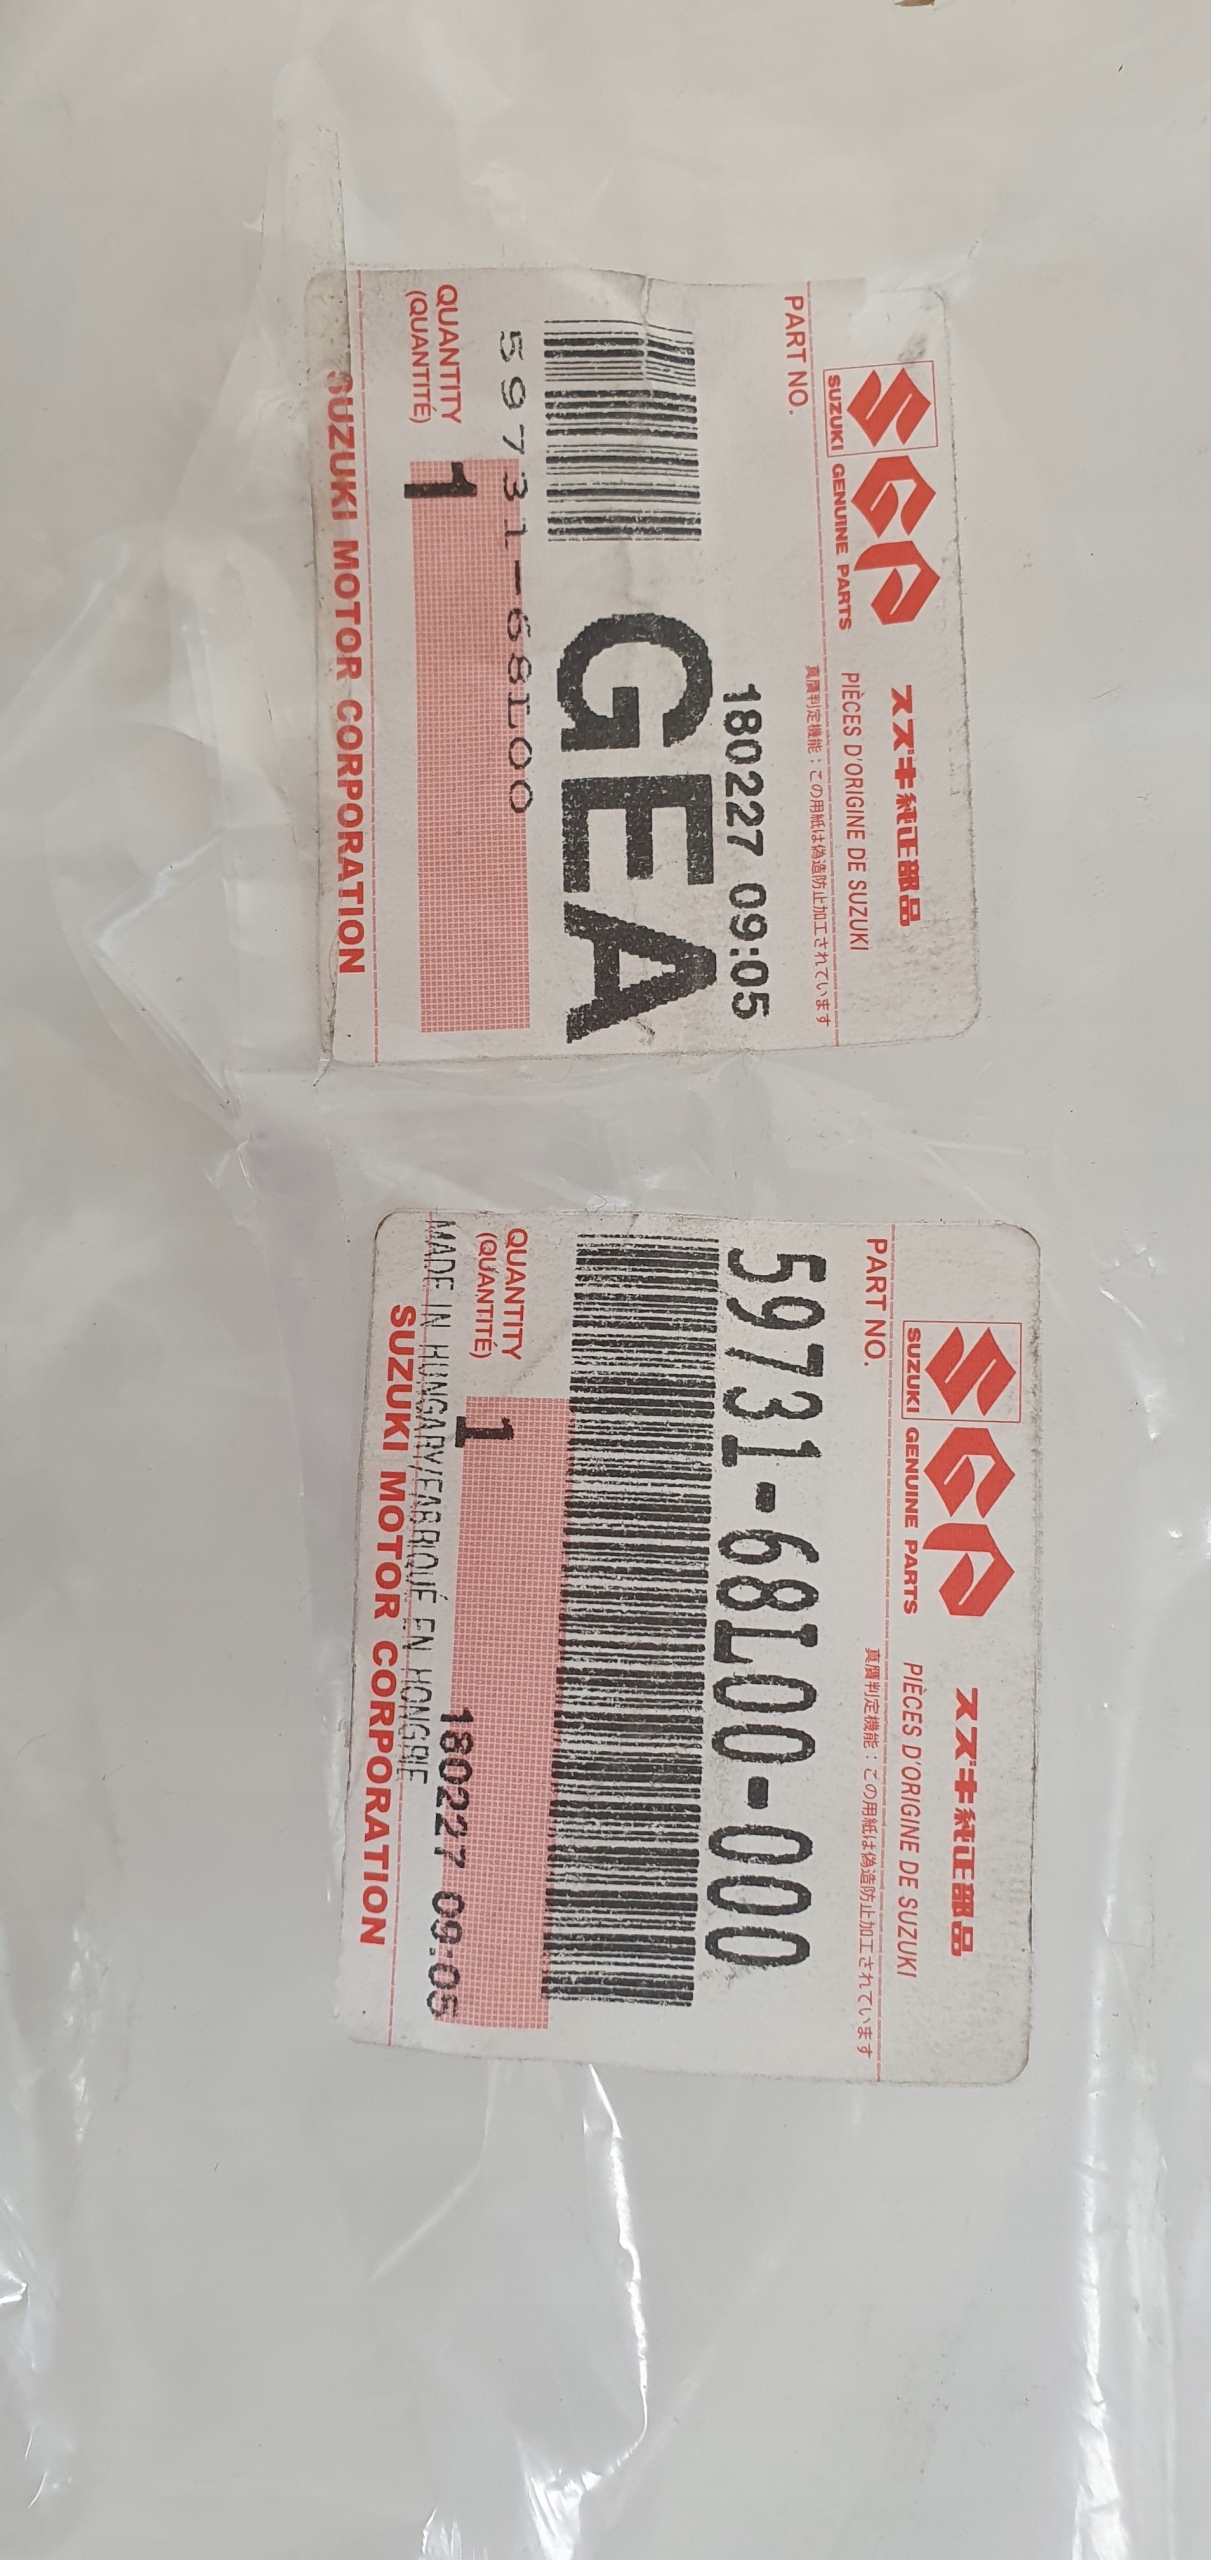 SGP
SUZUKI GENUINE PARTS
スズキ純正部品
PIÈCES D'ORIGINE DE SUZUKI
真贋判定機能：この用紙は偽造防止加工されています
PART NO.
180227 09:05
GEA
59731-68L00
QUANTITY
(QUANTITÉ)
1
SUZUKI MOTOR CORPORATION
SGP
SUZUKI GENUINE PARTS
スズキ純正部品
PIÈCES D'ORIGINE DE SUZUKI
真贋判定機能：この用紙は偽造防止加工されています
PART NO.
59731-68L00-000
QUANTITY
(QUANTITÉ)
1
180227 09:05
MADE IN HUNGARY/FABRIQUÉ EN HONGRIE
SUZUKI MOTOR CORPORATION